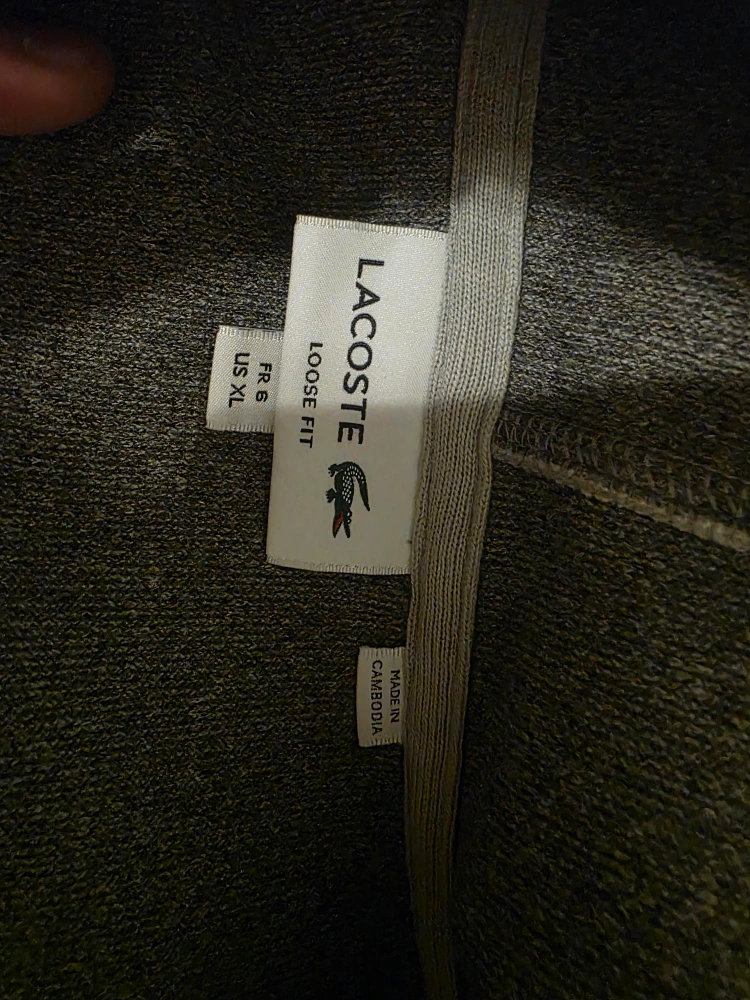 LACOSTE
LOOSE FIT
FR 6
US XL
MADE IN
CAMBODIA